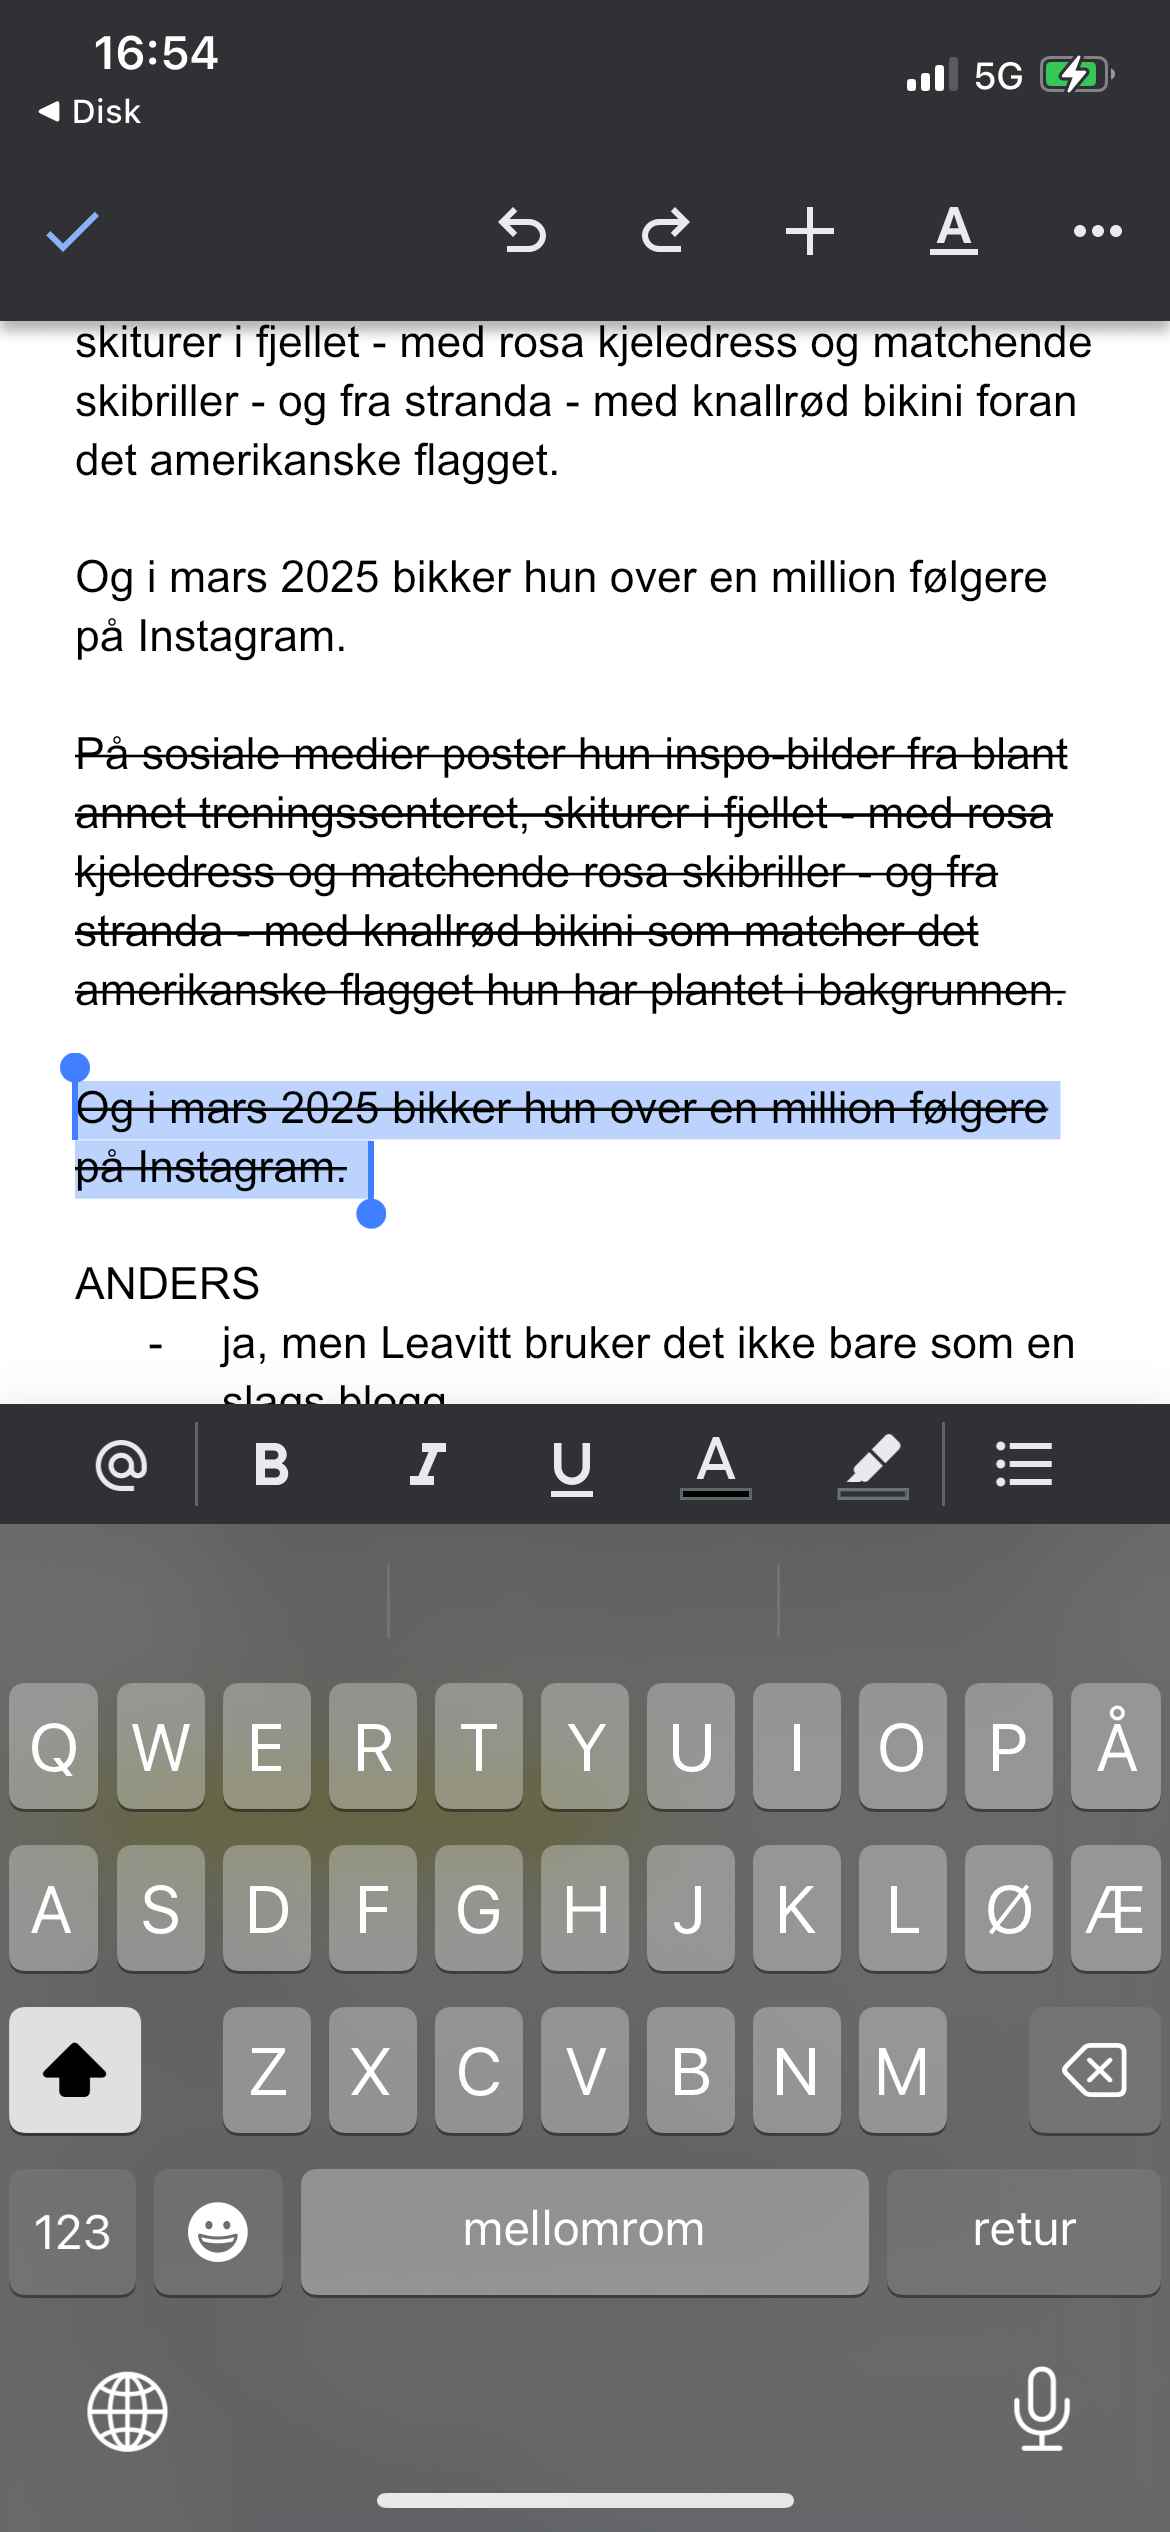 16:54
5G
Disk
A
skiturer i fjellet - med rosa kjeledress og matchende
skibriller - og fra stranda - med knallrød bikini foran
det amerikanske flagget.
Og i mars 2025 bikker hun over en million følgere
på Instagram.
På sosiale medier poster hun inspo-bilder fra blant
annet treningssenteret, skiturer i fjellet - med rosa
kjeledress og matchende rosa skibriller - og fra
stranda - med knallrød bikini som matcher det
amerikanske flagget hun har plantet i bakgrunnen.
Og i mars 2025 bikker hun over en million følgere
på Instagram.
ANDERS
- ja, men Leavitt bruker det ikke bare som en
slags blogg
@ B I U A
Q W E R T Y U I O P Å
A S D F G H J K L Ø Æ
Z X C V B N M
123 mellomrom retur